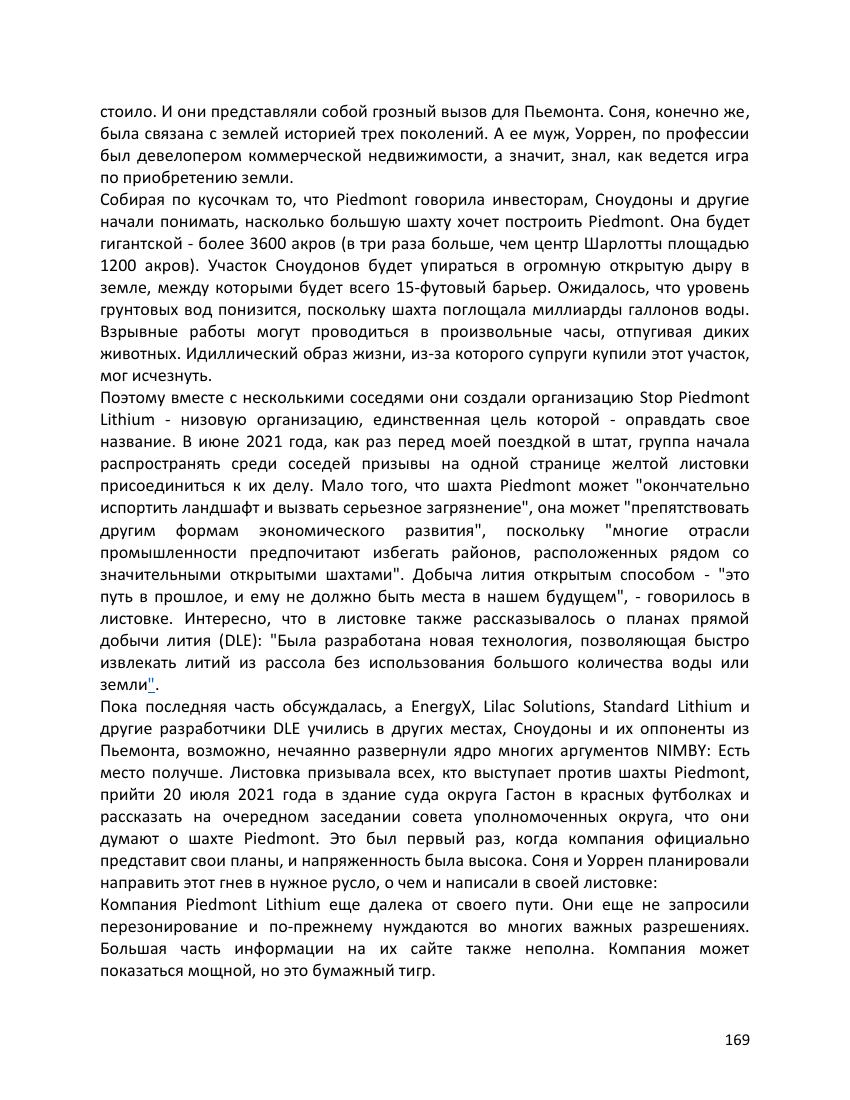 стоило. И они представляли собой грозный вызов для Пьемонта. Соня, конечно же,
была связана с землей историей трех поколений. А ее муж, Уоррен, по профессии
был девелопером коммерческой недвижимости, а значит, знал, как ведется игра
по приобретению земли.
Собирая по кусочкам то, что Piedmont говорила инвесторам, Сноудоны и другие
начали понимать, насколько большую шахту хочет построить Piedmont. Она будет
гигантской - более 3600 акров (в три раза больше, чем центр Шарлотты площадью
1200 акров). Участок Сноудонов будет упираться в огромную открытую дыру в
земле, между которыми будет всего 15-футовый барьер. Ожидалось, что уровень
грунтовых вод понизится, поскольку шахта поглощала миллиарды галлонов воды.
Взрывные работы могут проводиться в произвольные часы, отпугивая диких
животных. Идиллический образ жизни, из-за которого супруги купили этот участок,
мог исчезнуть.
Поэтому вместе с несколькими соседями они создали организацию Stop Piedmont
Lithium - низовую организацию, единственная цель которой - оправдать свое
название. В июне 2021 года, как раз перед моей поездкой в штат, группа начала
распространять среди соседей призывы на одной странице желтой листовки
присоединиться к их делу. Мало того, что шахта Piedmont может "окончательно
испортить ландшафт и вызвать серьезное загрязнение", она может "препятствовать
другим формам экономического развития", поскольку "многие отрасли
промышленности предпочитают избегать районов, расположенных рядом со
значительными открытыми шахтами". Добыча лития открытым способом - "это
путь в прошлое, и ему не должно быть места в нашем будущем", - говорилось в
листовке. Интересно, что в листовке также рассказывалось о планах прямой
добычи лития (DLE): "Была разработана новая технология, позволяющая быстро
извлекать литий из рассола без использования большого количества воды или
земли".
Пока последняя часть обсуждалась, а EnergyX, Lilac Solutions, Standard Lithium и
другие разработчики DLE учились в других местах, Сноудоны и их оппоненты из
Пьемонта, возможно, нечаянно развернули ядро многих аргументов NIMBY: Есть
место получше. Листовка призывала всех, кто выступает против шахты Piedmont,
прийти 20 июля 2021 года в здание суда округа Гастон в красных футболках и
рассказать на очередном заседании совета уполномоченных округа, что они
думают о шахте Piedmont. Это был первый раз, когда компания официально
представит свои планы, и напряженность была высока. Соня и Уоррен планировали
направить этот гнев в нужное русло, о чем и написали в своей листовке:
Компания Piedmont Lithium еще далека от своего пути. Они еще не запросили
перезонирование и по-прежнему нуждаются во многих важных разрешениях.
Большая часть информации на их сайте также неполна. Компания может
показаться мощной, но это бумажный тигр.
169